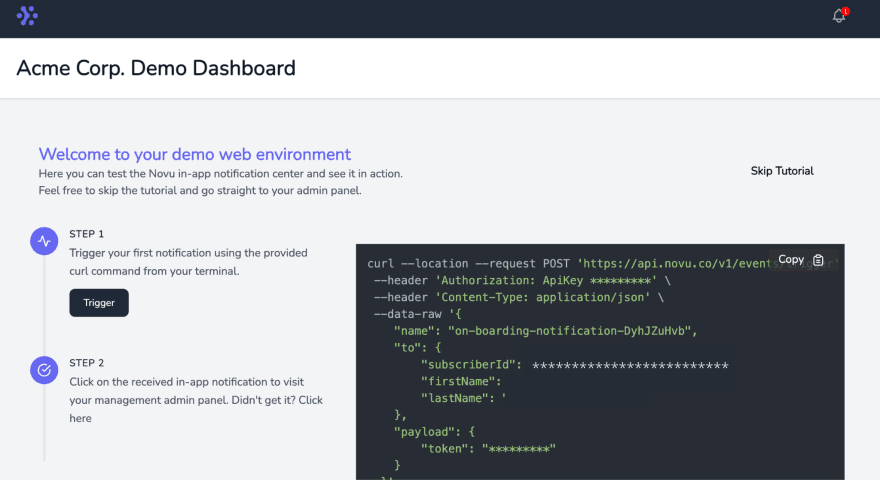 1
Acme Corp. Demo Dashboard
Welcome to your demo web environment
Here you can test the Novu in-app notification center and see it in action.
Feel free to skip the tutorial and go straight to your admin panel.
Skip Tutorial
STEP 1
Trigger your first notification using the provided
curl command from your terminal.
Trigger
STEP 2
Click on the received in-app notification to visit
your management admin panel. Didn't get it? Click
here
Copy
curl --location --request POST 'https://api.novu.co/v1/events/trigger'
--header 'Authorization: ApiKey *********' \
--header 'Content-Type: application/json' \
--data-raw '{
"name": "on-boarding-notification-DyhJZuHvb",
"to": {
"subscriberId": *************************
"firstName":
"lastName": '
},
"payload": {
"token": "*********"
}
}'